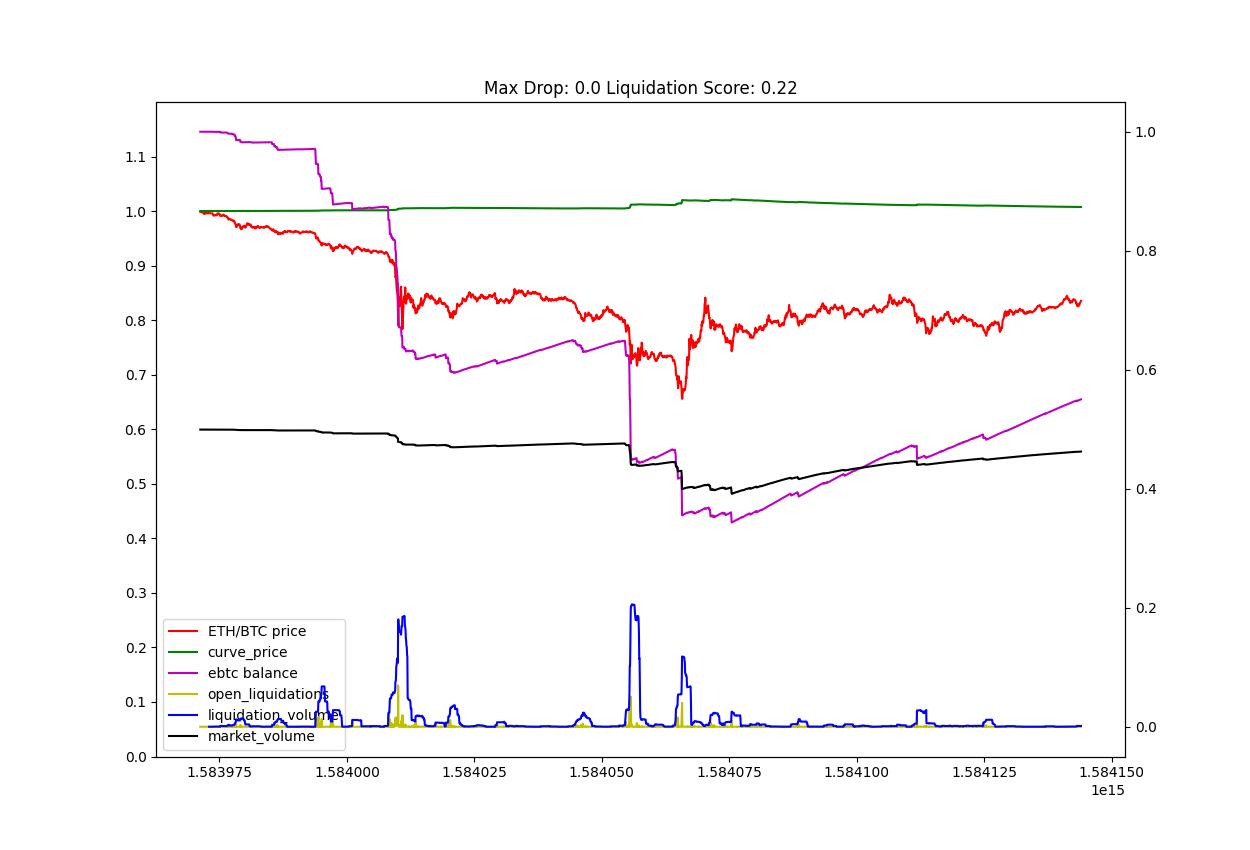 Max Drop: 0.0 Liquidation Score: 0.22
1.1
1.0
0.9
0.8
0.7
0.6
0.5
0.4
0.3
0.2
0.1
0.0
1.0
0.8
0.6
0.4
0.2
0.0
ETH/BTC price
curve_price
ebtc balance
open_liquidations
liquidation_volume
market_volume
1.583975 1.584000 1.584025 1.584050 1.584075 1.584100 1.584125 1.584150
1e15